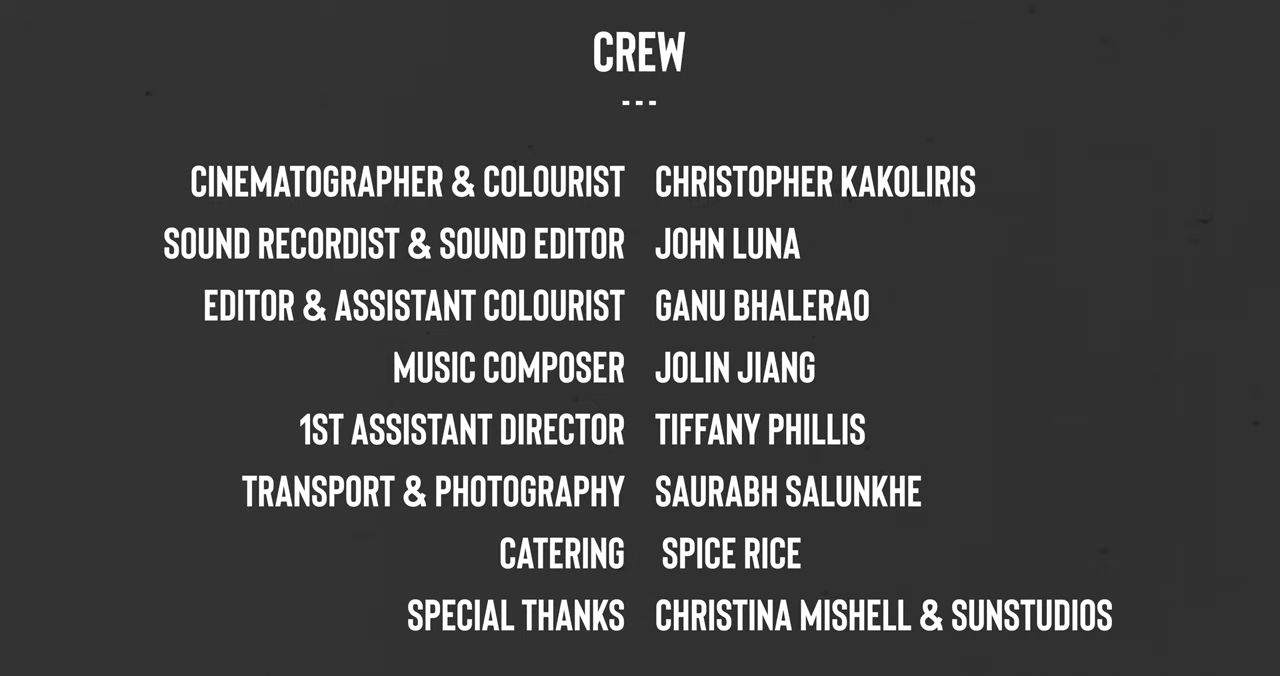 CREW
---
CINEMATOGRAPHER & COLOURIST CHRISTOPHER KAKOLIRIS
SOUND RECORDIST & SOUND EDITOR JOHN LUNA
EDITOR & ASSISTANT COLOURIST GANU BHALERAO
MUSIC COMPOSER JOLIN JIANG
1ST ASSISTANT DIRECTOR TIFFANY PHILLIS
TRANSPORT & PHOTOGRAPHY SAURABH SALUNKHE
CATERING SPICE RICE
SPECIAL THANKS CHRISTINA MISHELL & SUNSTUDIOS